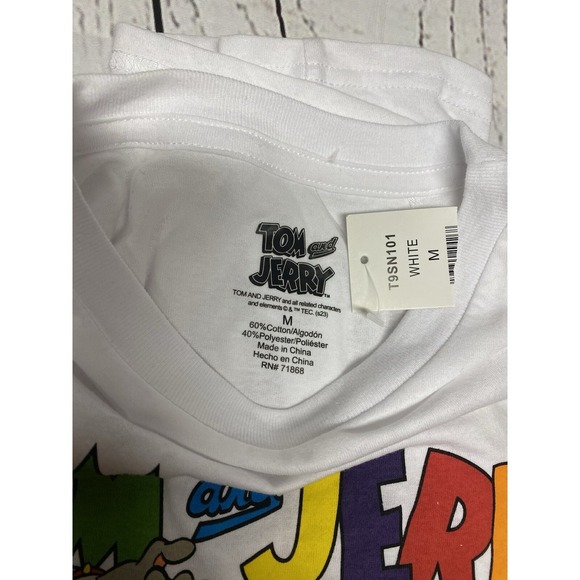 TOM and
JERRY™
TOM AND JERRY and all related characters
and elements © & ™ TEC. (s23)
M
60%Cotton/Algodón
40%Polyester/Poliéster
Made in China
Hecho en China
RN# 71868
T9SN101
WHITE
M
M and JER